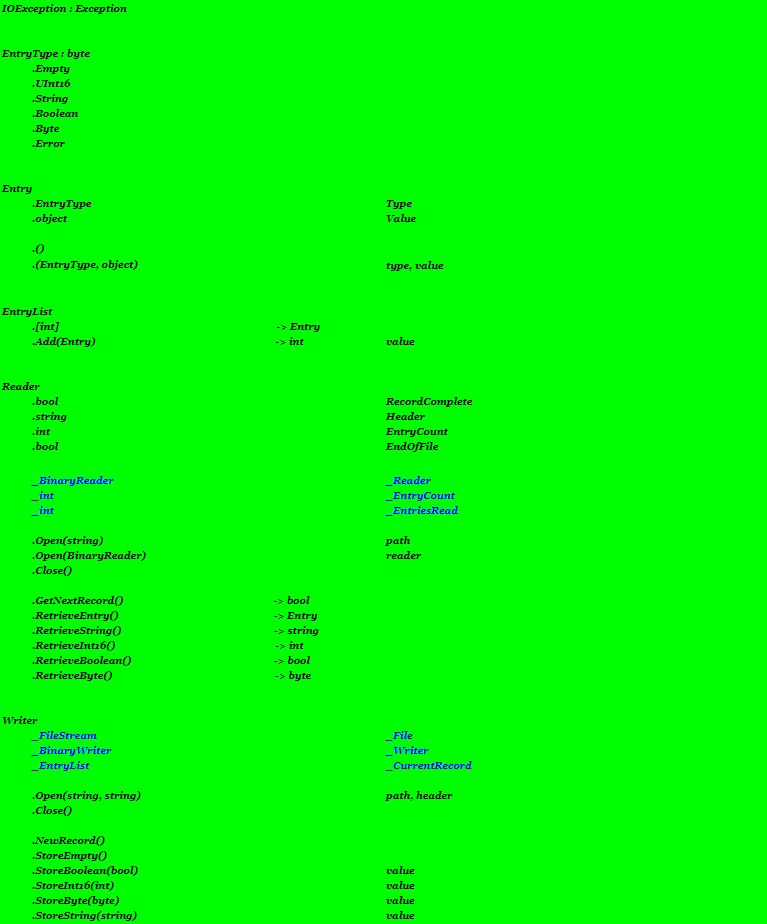 IOException : Exception
EntryType : byte
.Empty
.UInt16
.String
.Boolean
.Byte
.Error
Entry
.EntryType Type
.object Value
.()
.(EntryType, object) type, value
EntryList
.[int] -> Entry
.Add(Entry) -> int value
Reader
.bool RecordComplete
.string Header
.int EntryCount
.bool EndOfFile
_BinaryReader _Reader
_int _EntryCount
_int _EntriesRead
.Open(string) path
.Open(BinaryReader) reader
.Close()
.GetNextRecord() -> bool
.RetrieveEntry() -> Entry
.RetrieveString() -> string
.RetrieveInt16() -> int
.RetrieveBoolean() -> bool
.RetrieveByte() -> byte
Writer
_FileStream _File
_BinaryWriter _Writer
_EntryList _CurrentRecord
.Open(string, string) path, header
.Close()
.NewRecord()
.StoreEmpty()
.StoreBoolean(bool) value
.StoreInt16(int) value
.StoreByte(byte) value
.StoreString(string) value